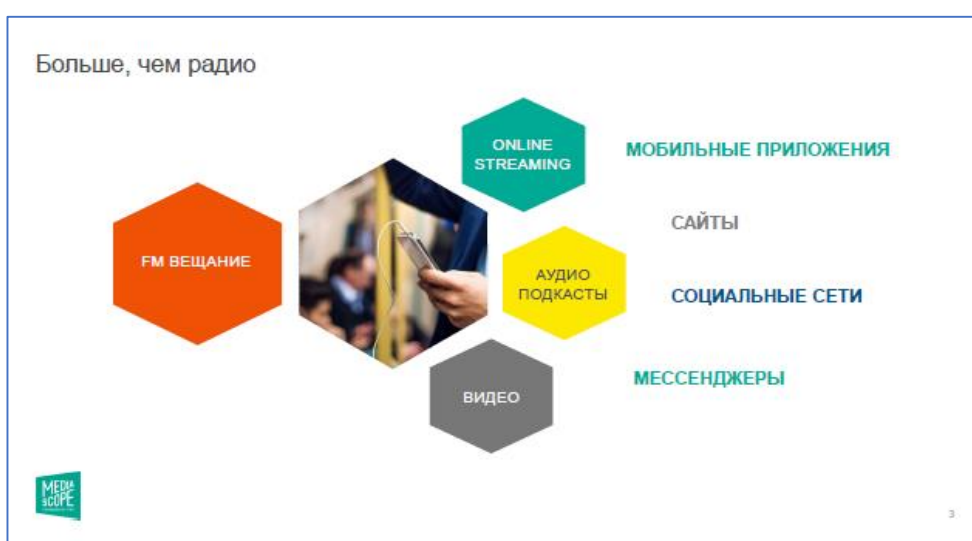 Больше, чем радио
ONLINE
STREAMING
МОБИЛЬНЫЕ ПРИЛОЖЕНИЯ
САЙТЫ
FM ВЕЩАНИЕ
АУДИО
ПОДКАСТЫ
СОЦИАЛЬНЫЕ СЕТИ
ВИДЕО
МЕССЕНДЖЕРЫ
MEDIA
SCOPE
3